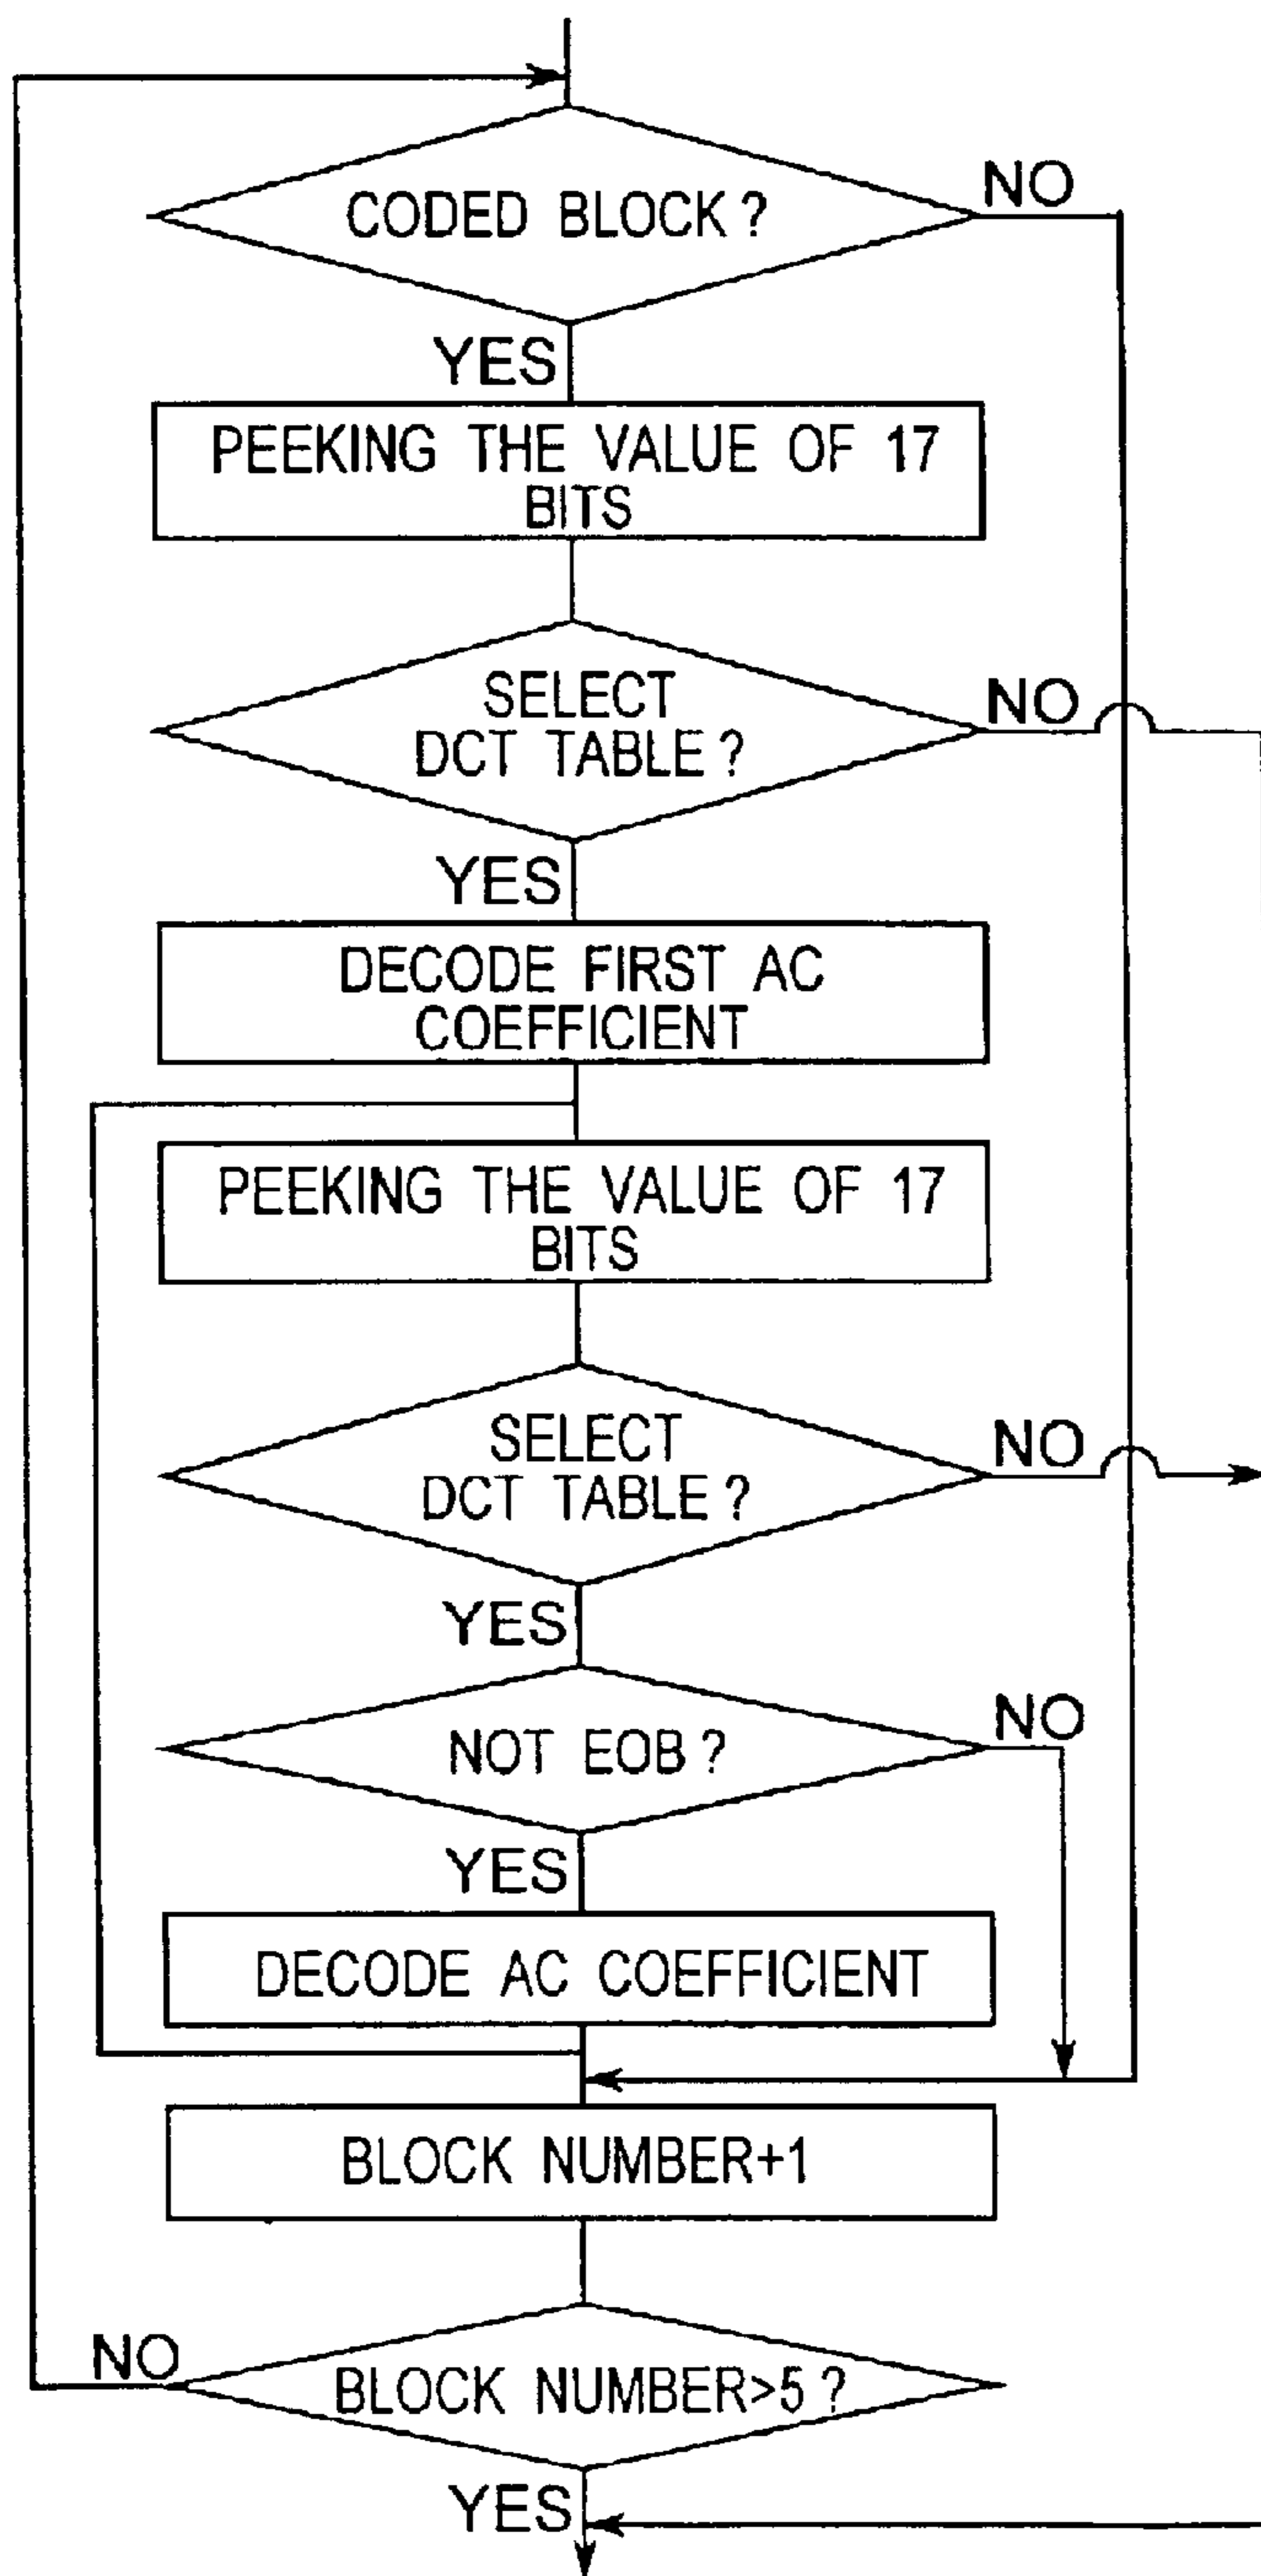 CODED BLOCK?
NO
YES
PEEKING THE VALUE OF 17
BITS
SELECT
DCT TABLE?
NO
YES
DECODE FIRST AC
COEFFICIENT
PEEKING THE VALUE OF 17
BITS
SELECT
DCT TABLE?
NO
YES
NOT EOB?
NO
YES
DECODE AC COEFFICIENT
BLOCK NUMBER+1
NO
BLOCK NUMBER>5?
YES